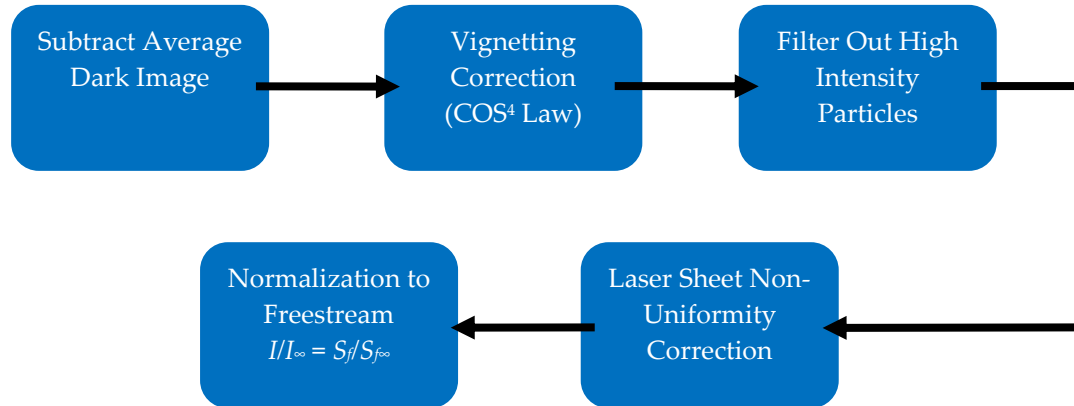 Subtract Average
Dark Image
Vignetting
Correction
(COS⁴ Law)
Filter Out High
Intensity
Particles
Laser Sheet Non-
Uniformity
Correction
Normalization to
Freestream
I/I∞ = Sf/Sf∞